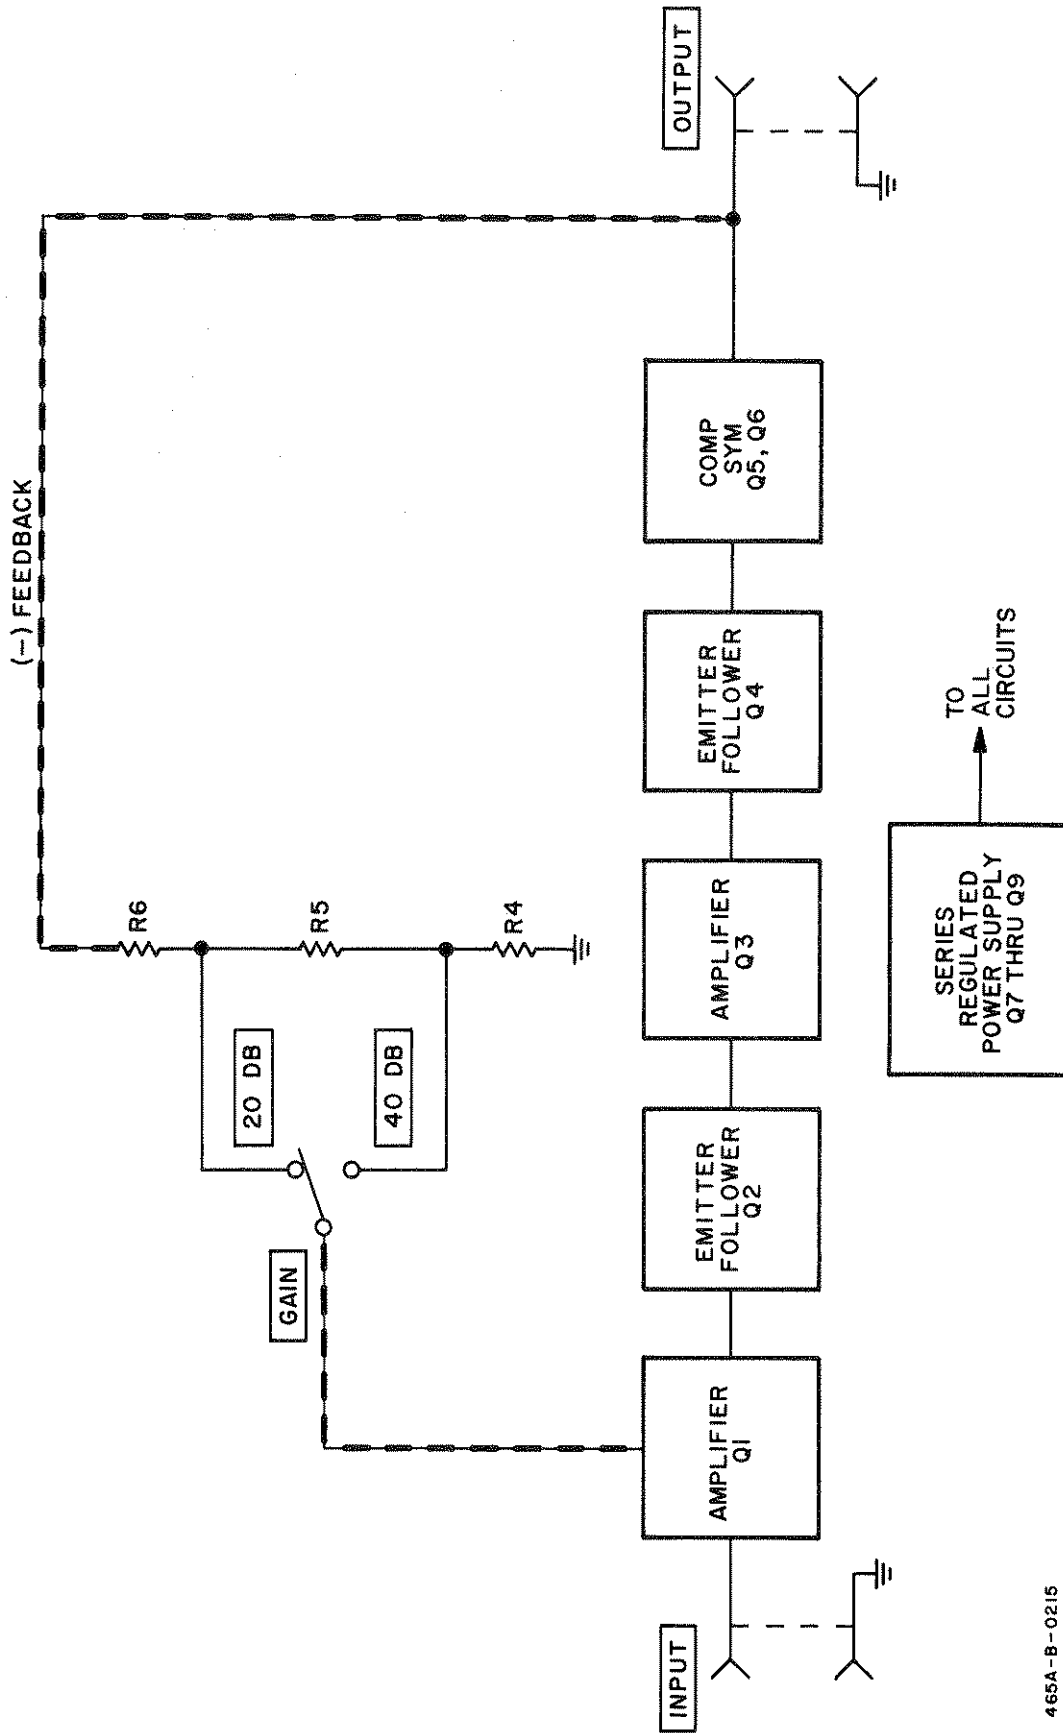 (-) FEEDBACK
R6
R5
R4
20 DB
40 DB
GAIN
INPUT
AMPLIFIER
Q1
EMITTER
FOLLOWER
Q2
AMPLIFIER
Q3
EMITTER
FOLLOWER
Q4
COMP
SYM
Q5, Q6
OUTPUT
SERIES
REGULATED
POWER SUPPLY
Q7 THRU Q9
TO
ALL
CIRCUITS
465A-B-0215